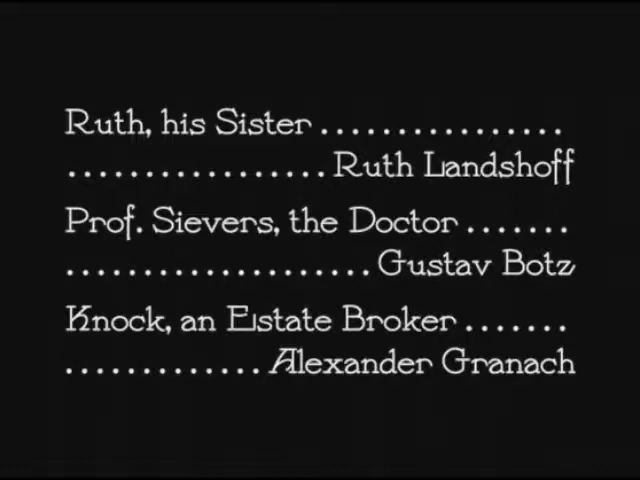 Ruth, his Sister ................
................. Ruth Landshoff
Prof. Sievers, the Doctor .......
.................... Gustav Botz
Knock, an Estate Broker .......
............. Alexander Granach